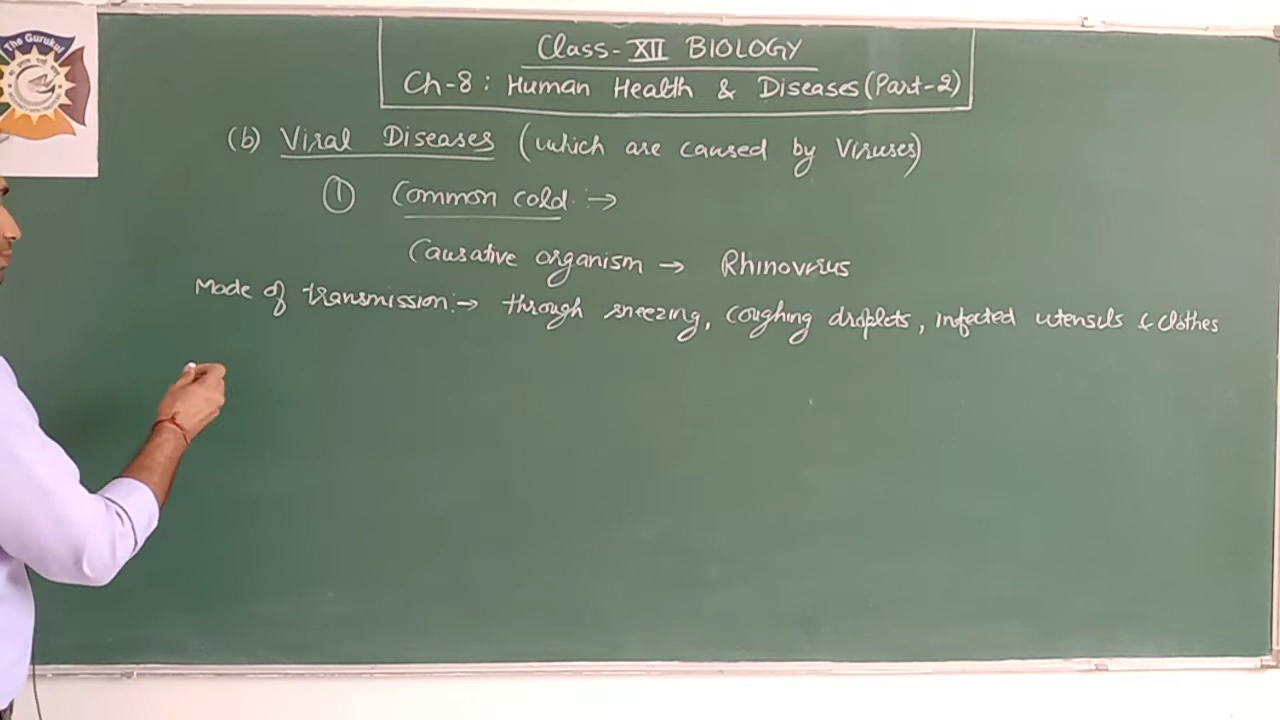 The Gurukul
Class-XII BIOLOGY
Ch-8: Human Health & Diseases (Part-2)
(b) Viral Diseases (which are caused by Viruses)
① Common cold :→
Causative organism → Rhinovirus
Mode of transmission:→ through sneezing, coughing droplets, infected utensils & clothes